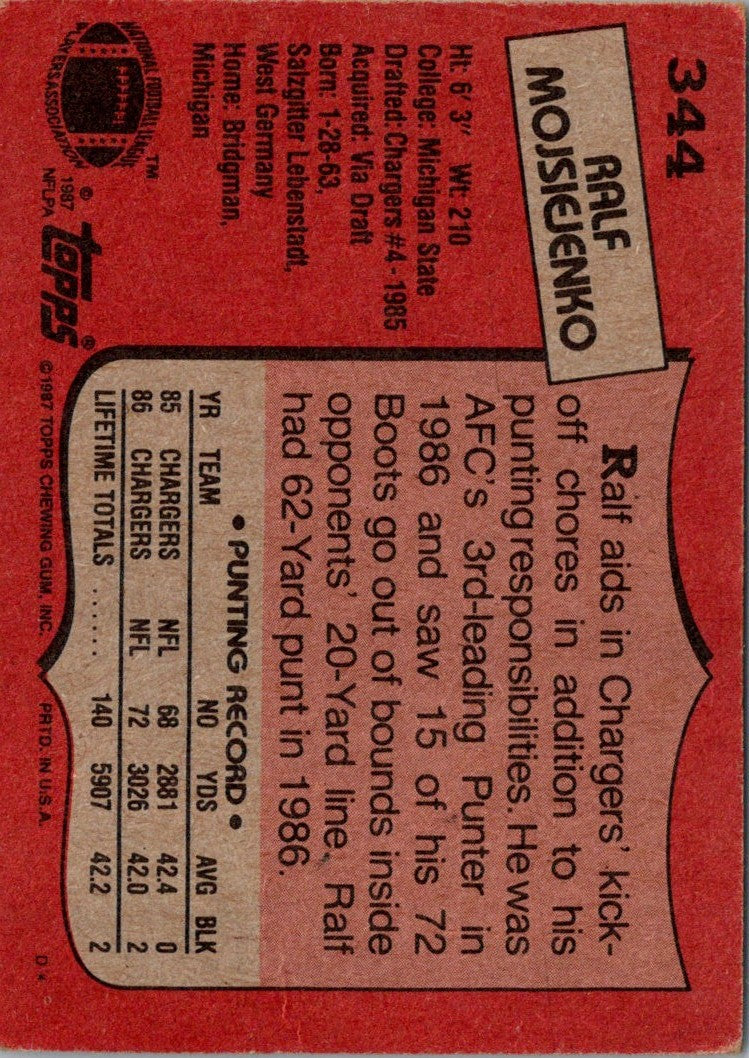 344
RALF
MOJSIEJENKO
Ht: 6' 3" Wt: 210
College: Michigan State
Drafted: Chargers #4 - 1985
Acquired: Via Draft
Born: 1-28-63,
Salzgitter Lebenstadt,
West Germany
Home: Bridgman,
Michigan
NATIONAL FOOTBALL LEAGUE
PLAYERS ASSOCIATION
™
© 1987
NFLPA
TOPPS®
Ralf aids in Chargers' kick-
off chores in addition to his
punting responsibilities. He was
AFC's 3rd-leading Punter in
1986 and saw 15 of his 72
Boots go out of bounds inside
opponents' 20-Yard line. Ralf
had 62-Yard punt in 1986.
• PUNTING RECORD •
YR TEAM NO YDS AVG BLK
85 CHARGERS NFL 68 2881 42.4 0
86 CHARGERS NFL 72 3026 42.0 2
LIFETIME TOTALS ...... 140 5907 42.2 2
© 1987 TOPPS CHEWING GUM, INC. PRTD. IN U.S.A. D 4